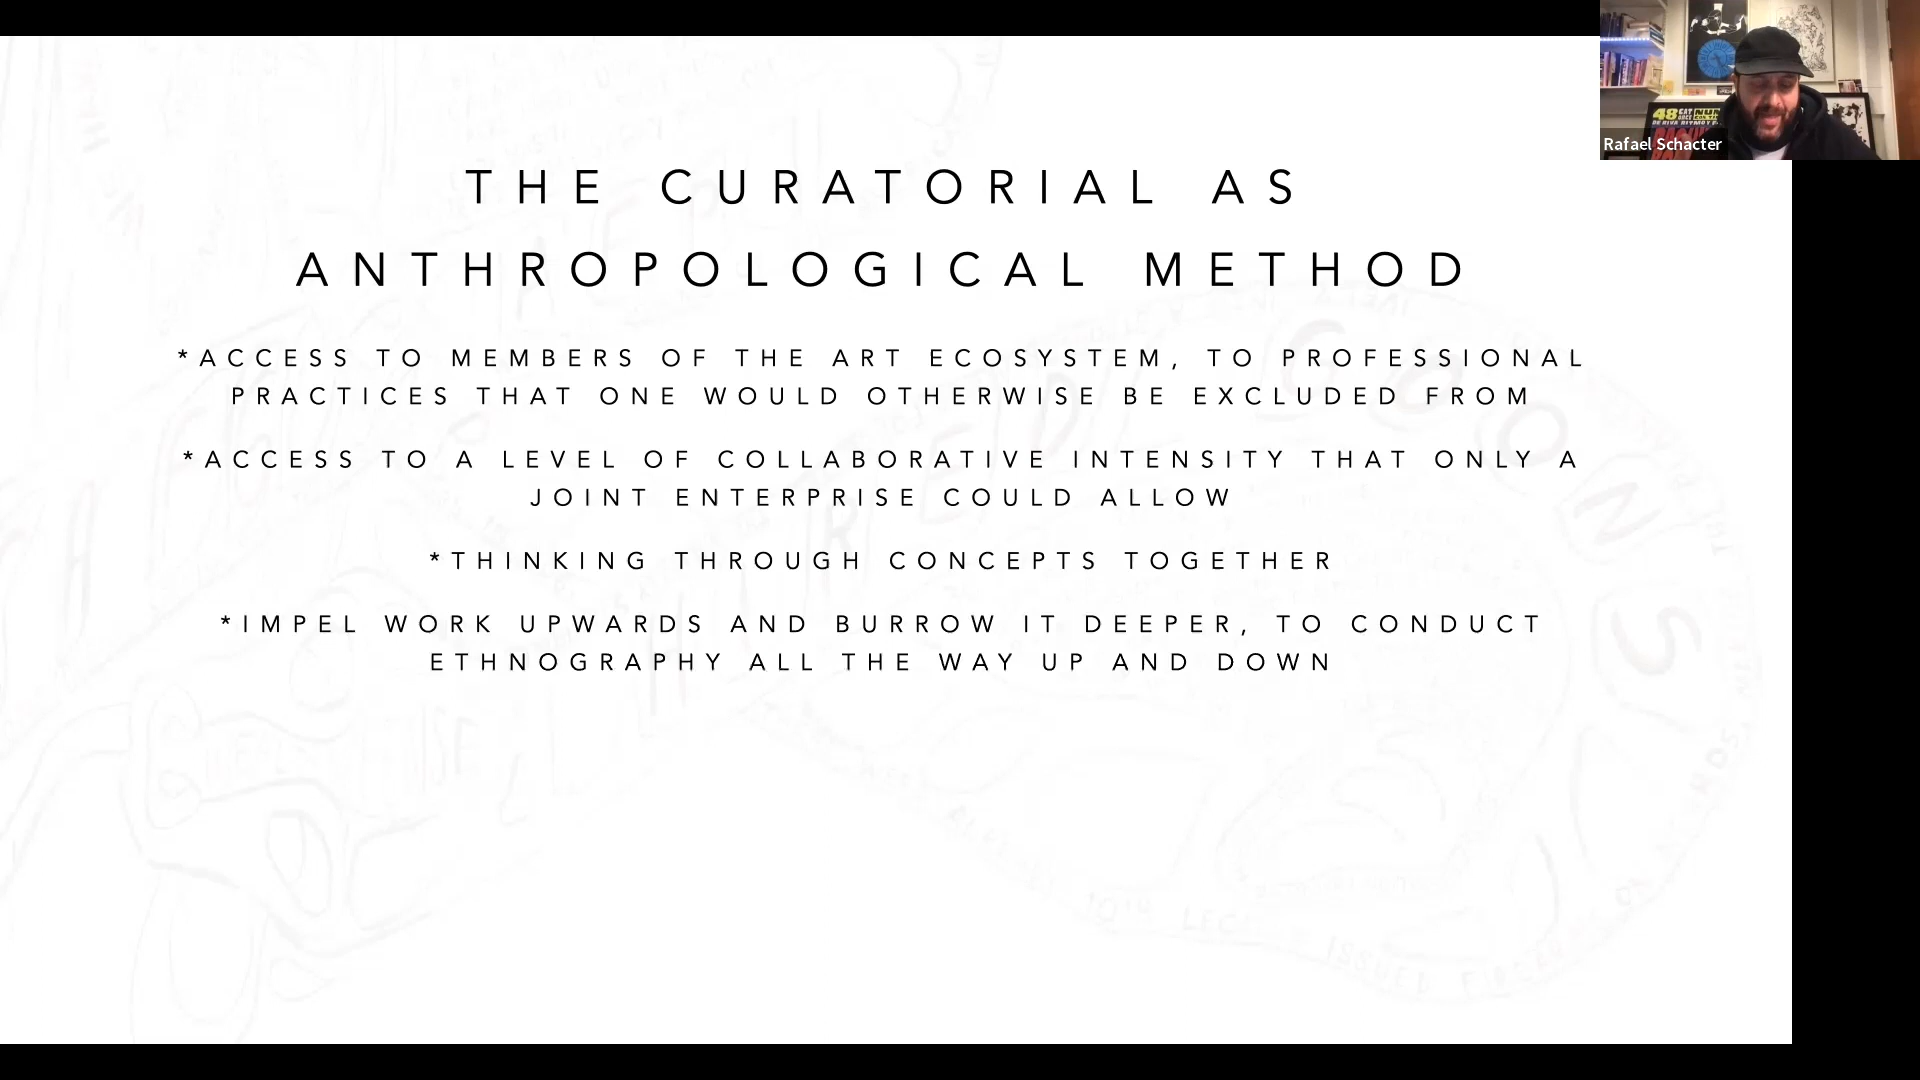 THE CURATORIAL AS
ANTHROPOLOGICAL METHOD
*ACCESS TO MEMBERS OF THE ART ECOSYSTEM, TO PROFESSIONAL
PRACTICES THAT ONE WOULD OTHERWISE BE EXCLUDED FROM
*ACCESS TO A LEVEL OF COLLABORATIVE INTENSITY THAT ONLY A
JOINT ENTERPRISE COULD ALLOW
*THINKING THROUGH CONCEPTS TOGETHER
*IMPEL WORK UPWARDS AND BURROW IT DEEPER, TO CONDUCT
ETHNOGRAPHY ALL THE WAY UP AND DOWN
48
Rafael Schacter